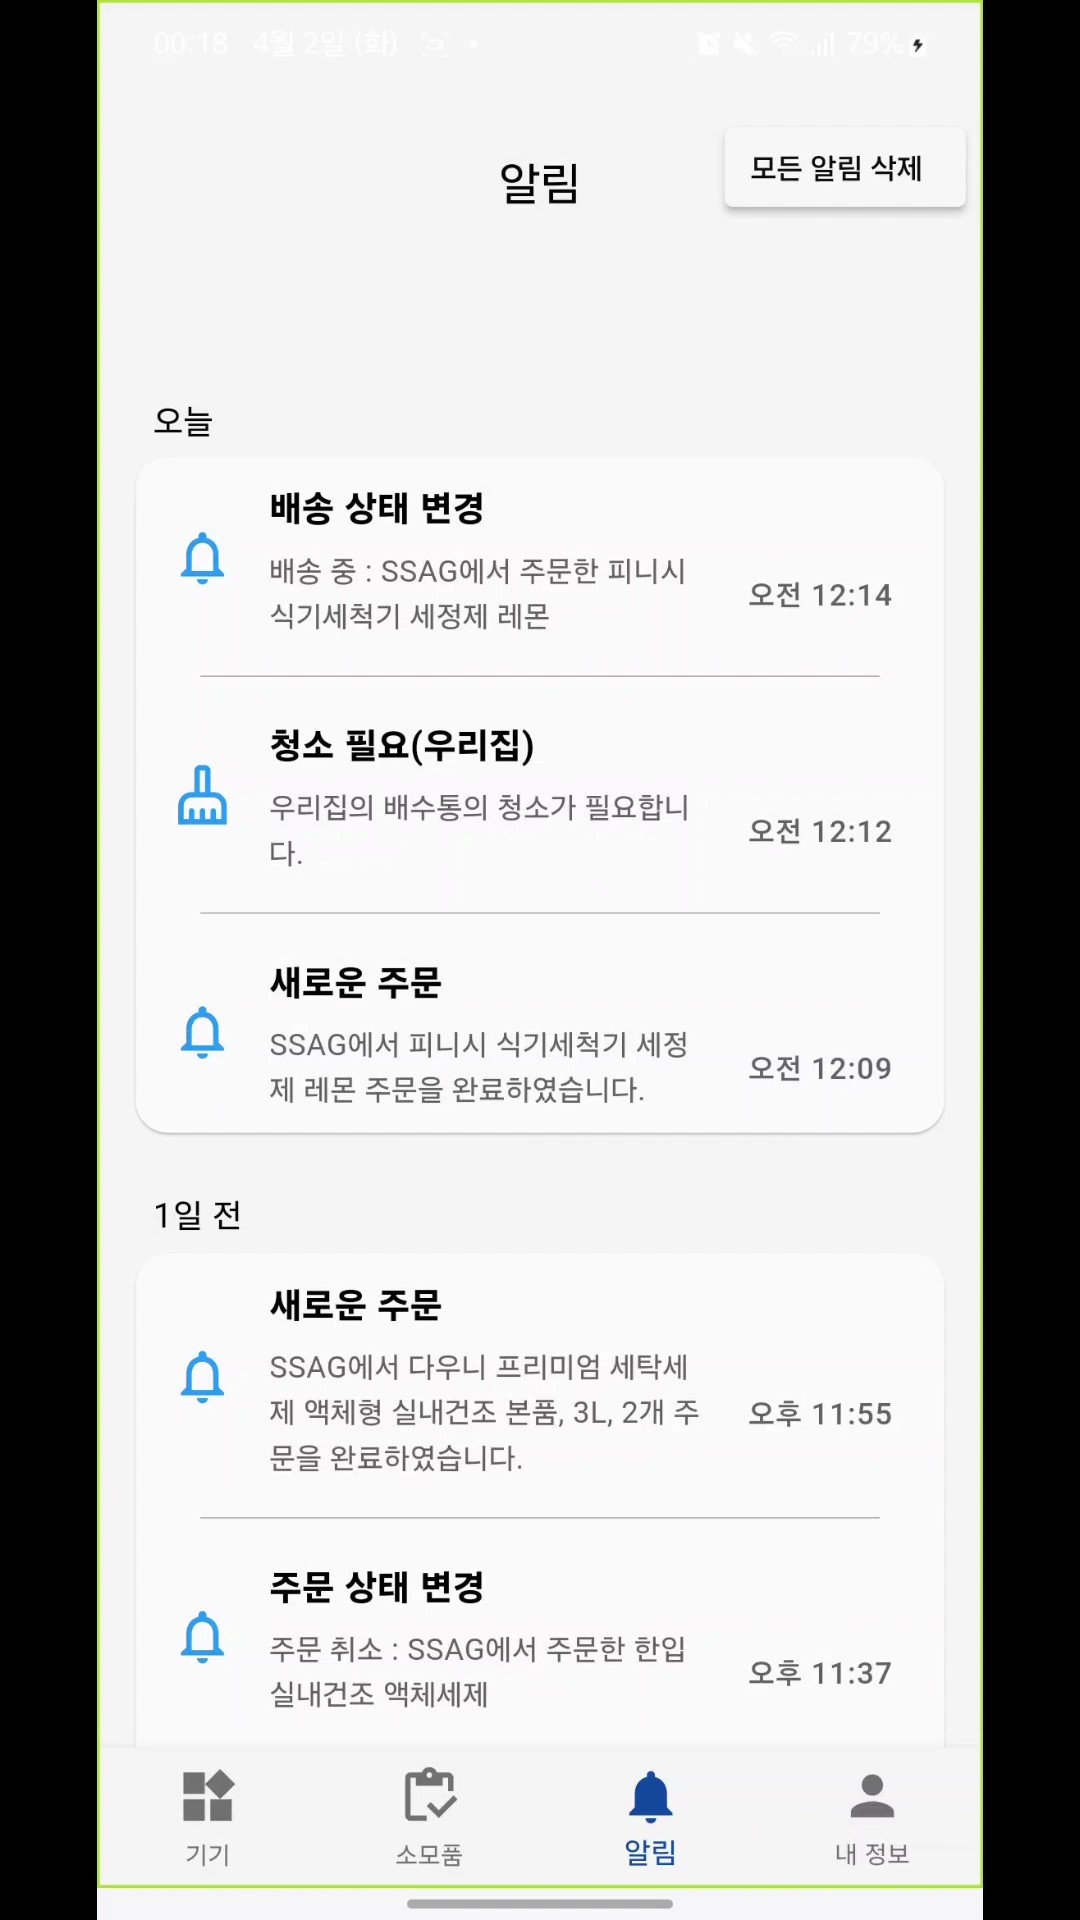 00:18 4월 2일 (화)
79%
알림
모든 알림 삭제
오늘
배송 상태 변경
배송 중 : SSAG에서 주문한 피니시
식기세척기 세정제 레몬
오전 12:14
청소 필요(우리집)
우리집의 배수통의 청소가 필요합니
다.
오전 12:12
새로운 주문
SSAG에서 피니시 식기세척기 세정
제 레몬 주문을 완료하였습니다.
오전 12:09
1일 전
새로운 주문
SSAG에서 다우니 프리미엄 세탁세
제 액체형 실내건조 본품, 3L, 2개 주
문을 완료하였습니다.
오후 11:55
주문 상태 변경
주문 취소 : SSAG에서 주문한 한입
실내건조 액체세제
오후 11:37
기기
소모품
알림
내 정보